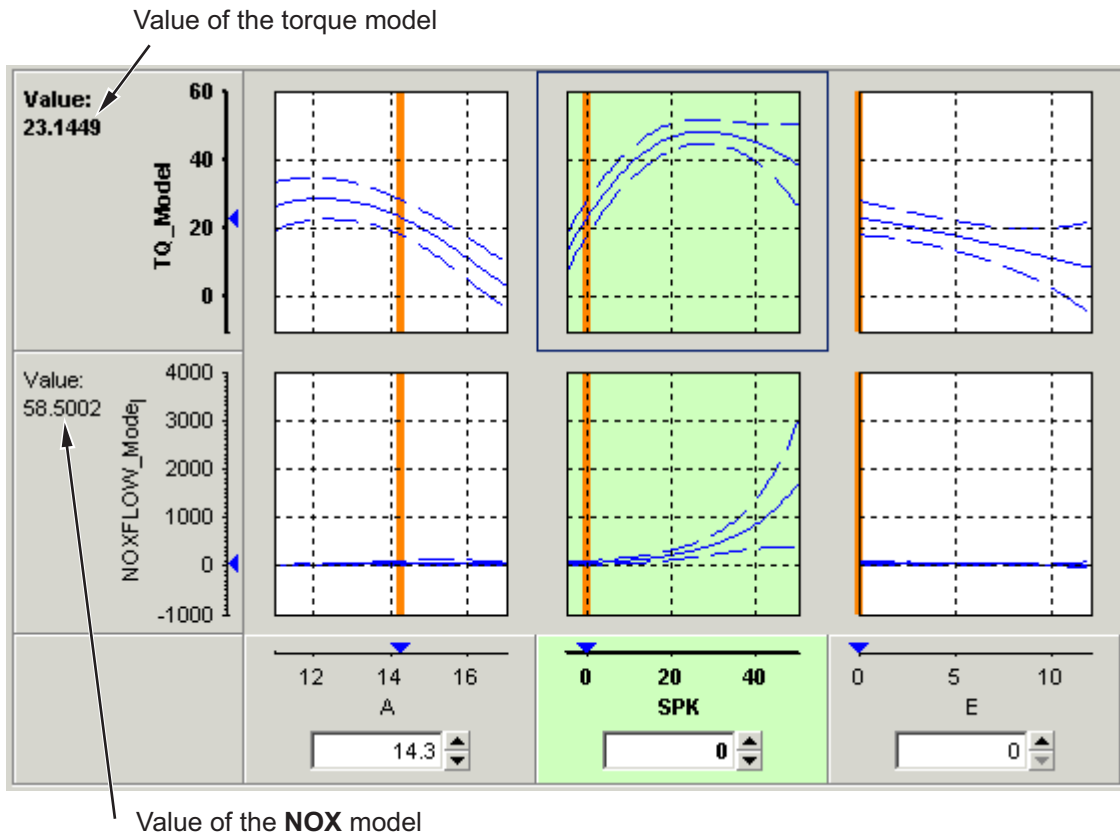 Value of the torque model
Value:
23.1449
TQ_Model
60
40
20
0
Value:
58.5002
NOXFLOW_Model
4000
3000
2000
1000
0
-1000
12 14 16
A
14.3
0 20 40
SPK
0
0 5 10
E
0
Value of the NOX model